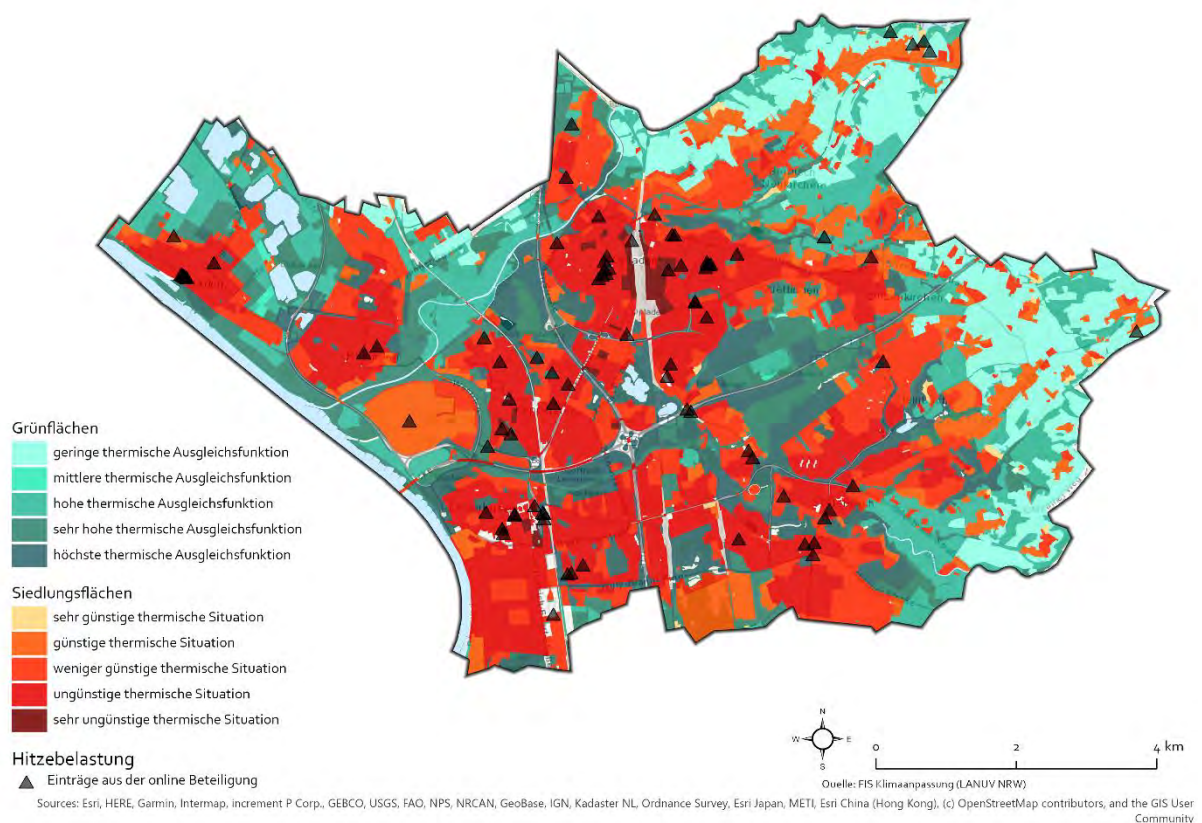 Grünflächen
geringe thermische Ausgleichsfunktion
mittlere thermische Ausgleichsfunktion
hohe thermische Ausgleichsfunktion
sehr hohe thermische Ausgleichsfunktion
höchste thermische Ausgleichsfunktion
Siedlungsflächen
sehr günstige thermische Situation
günstige thermische Situation
weniger günstige thermische Situation
ungünstige thermische Situation
sehr ungünstige thermische Situation
Hitzebelastung
Einträge aus der online Beteiligung
N
W E
S
0 2 4 km
Quelle: FIS Klimaanpassung (LANUV NRW)
Sources: Esri, HERE, Garmin, Intermap, increment P Corp., GEBCO, USGS, FAO, NPS, NRCAN, GeoBase, IGN, Kadaster NL, Ordnance Survey, Esri Japan, METI, Esri China (Hong Kong), (c) OpenStreetMap contributors, and the GIS User
Community